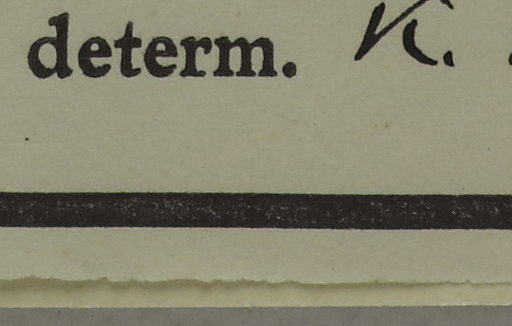 determ. K.